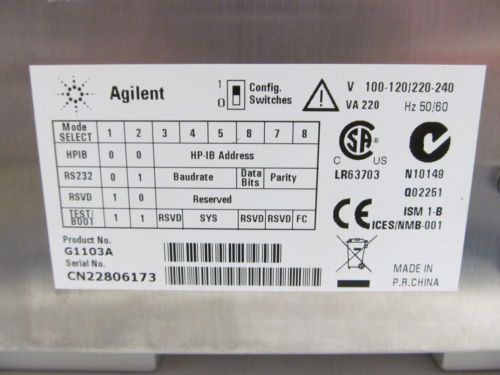 Agilent
1
0
Config.
Switches
V 100-120/220-240
VA 220 Hz 50/60
Mode
SELECT 1 2 3 4 5 6 7 8
HPIB 0 0 HP-IB Address
RS232 0 1 Baudrate Data Bits Parity
RSVD 1 0 Reserved
TEST/
BOOT 1 1 RSVD SYS RSVD RSVD FC
SA
C US
LR63703
N10149
Q02251
CE
ISM 1-B
ICES/NMB-001
Product No.
G1103A
Serial No.
CN22806173
MADE IN
P.R.CHINA